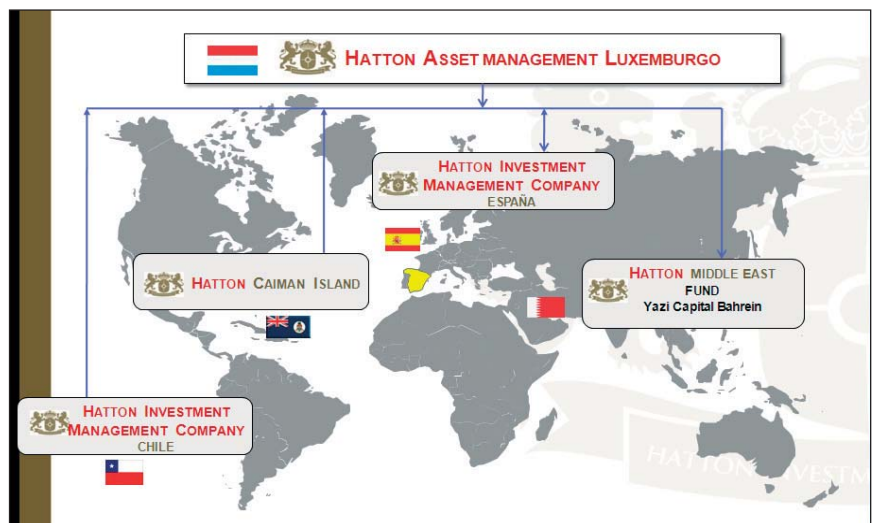 HATTON ASSET MANAGEMENT LUXEMBURGO
HATTON INVESTMENT
MANAGEMENT COMPANY
ESPAÑA
HATTON CAIMAN ISLAND
HATTON MIDDLE EAST
FUND
Yazi Capital Bahrein
HATTON INVESTMENT
MANAGEMENT COMPANY
CHILE
HATTON INVESTM